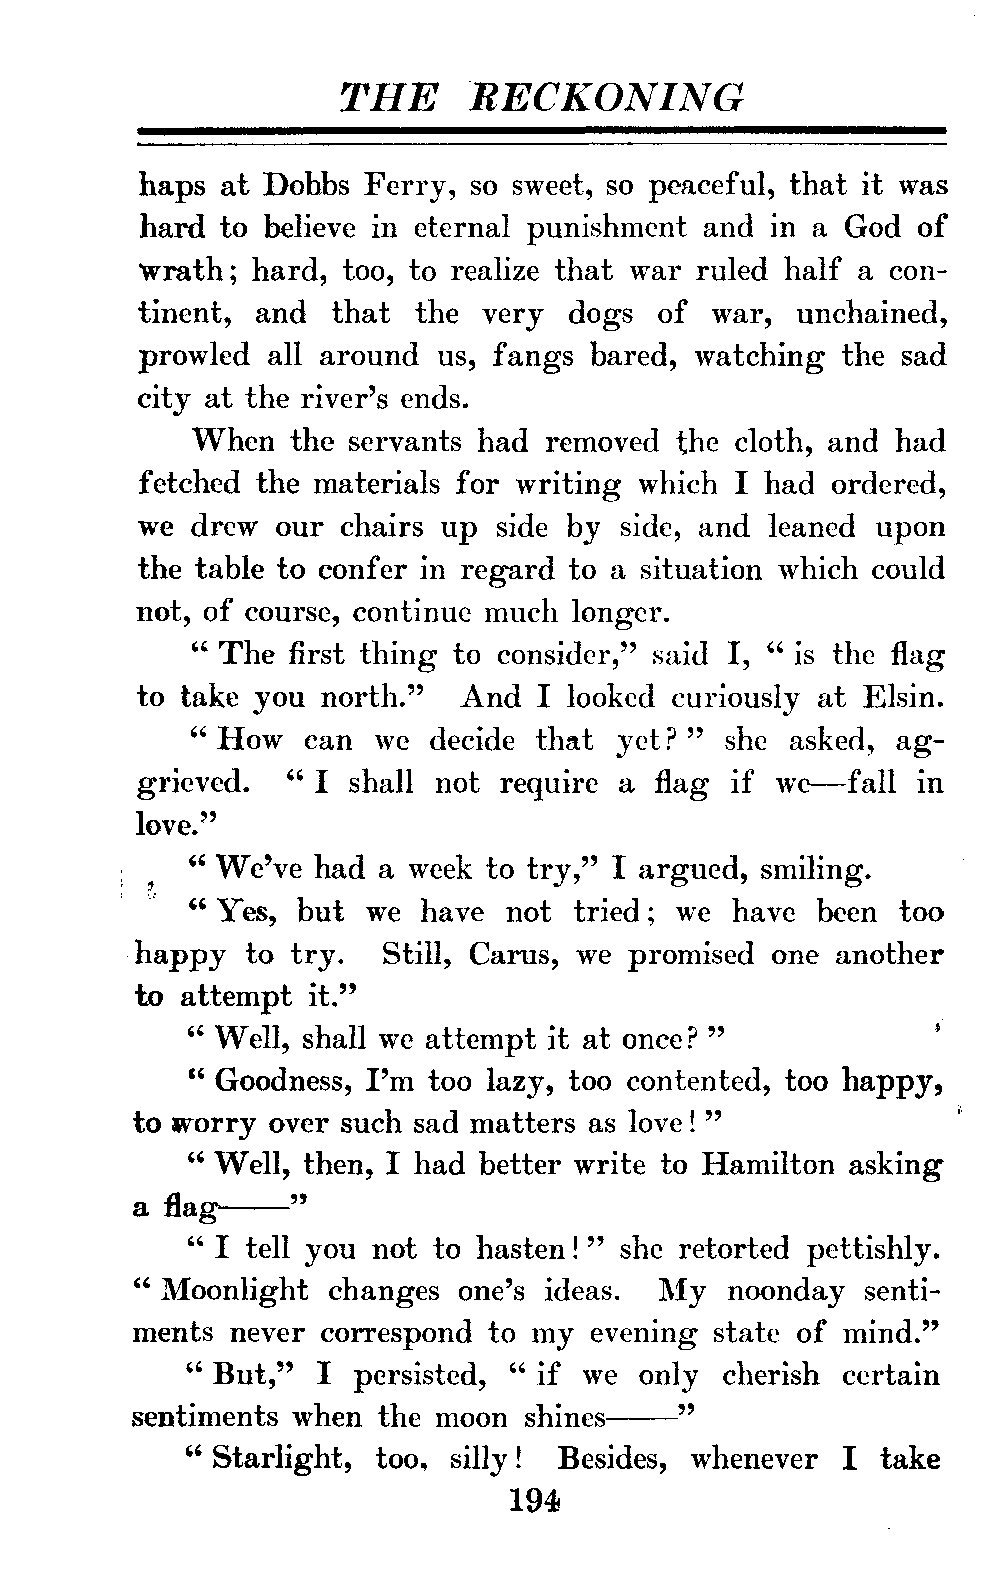 THE RECKONING
haps at Dobbs Ferry, so sweet, so peaceful, that it was
hard to believe in eternal punishment and in a God of
wrath; hard, too, to realize that war ruled half a con-
tinent, and that the very dogs of war, unchained,
prowled all around us, fangs bared, watching the sad
city at the river's ends.
When the servants had removed the cloth, and had
fetched the materials for writing which I had ordered,
we drew our chairs up side by side, and leaned upon
the table to confer in regard to a situation which could
not, of course, continue much longer.
“ The first thing to consider,” said I, “ is the flag
to take you north.” And I looked curiously at Elsin.
“ How can we decide that yet? ” she asked, ag-
grieved. “ I shall not require a flag if we—fall in
love.”
“ We've had a week to try,” I argued, smiling.
“ Yes, but we have not tried; we have been too
happy to try. Still, Carus, we promised one another
to attempt it.”
“ Well, shall we attempt it at once? ”
“ Goodness, I'm too lazy, too contented, too happy,
to worry over such sad matters as love! ”
“ Well, then, I had better write to Hamilton asking
a flag——”
“ I tell you not to hasten! ” she retorted pettishly.
“ Moonlight changes one's ideas. My noonday senti-
ments never correspond to my evening state of mind.”
“ But,” I persisted, “ if we only cherish certain
sentiments when the moon shines——”
“ Starlight, too, silly! Besides, whenever I take
194